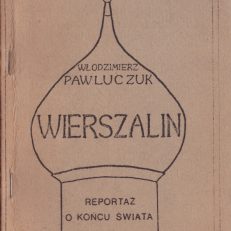 WŁODZIMIERZ
PAWLUCZUK
WIERSZALIN
REPORTAŻ
O KOŃCU ŚWIATA